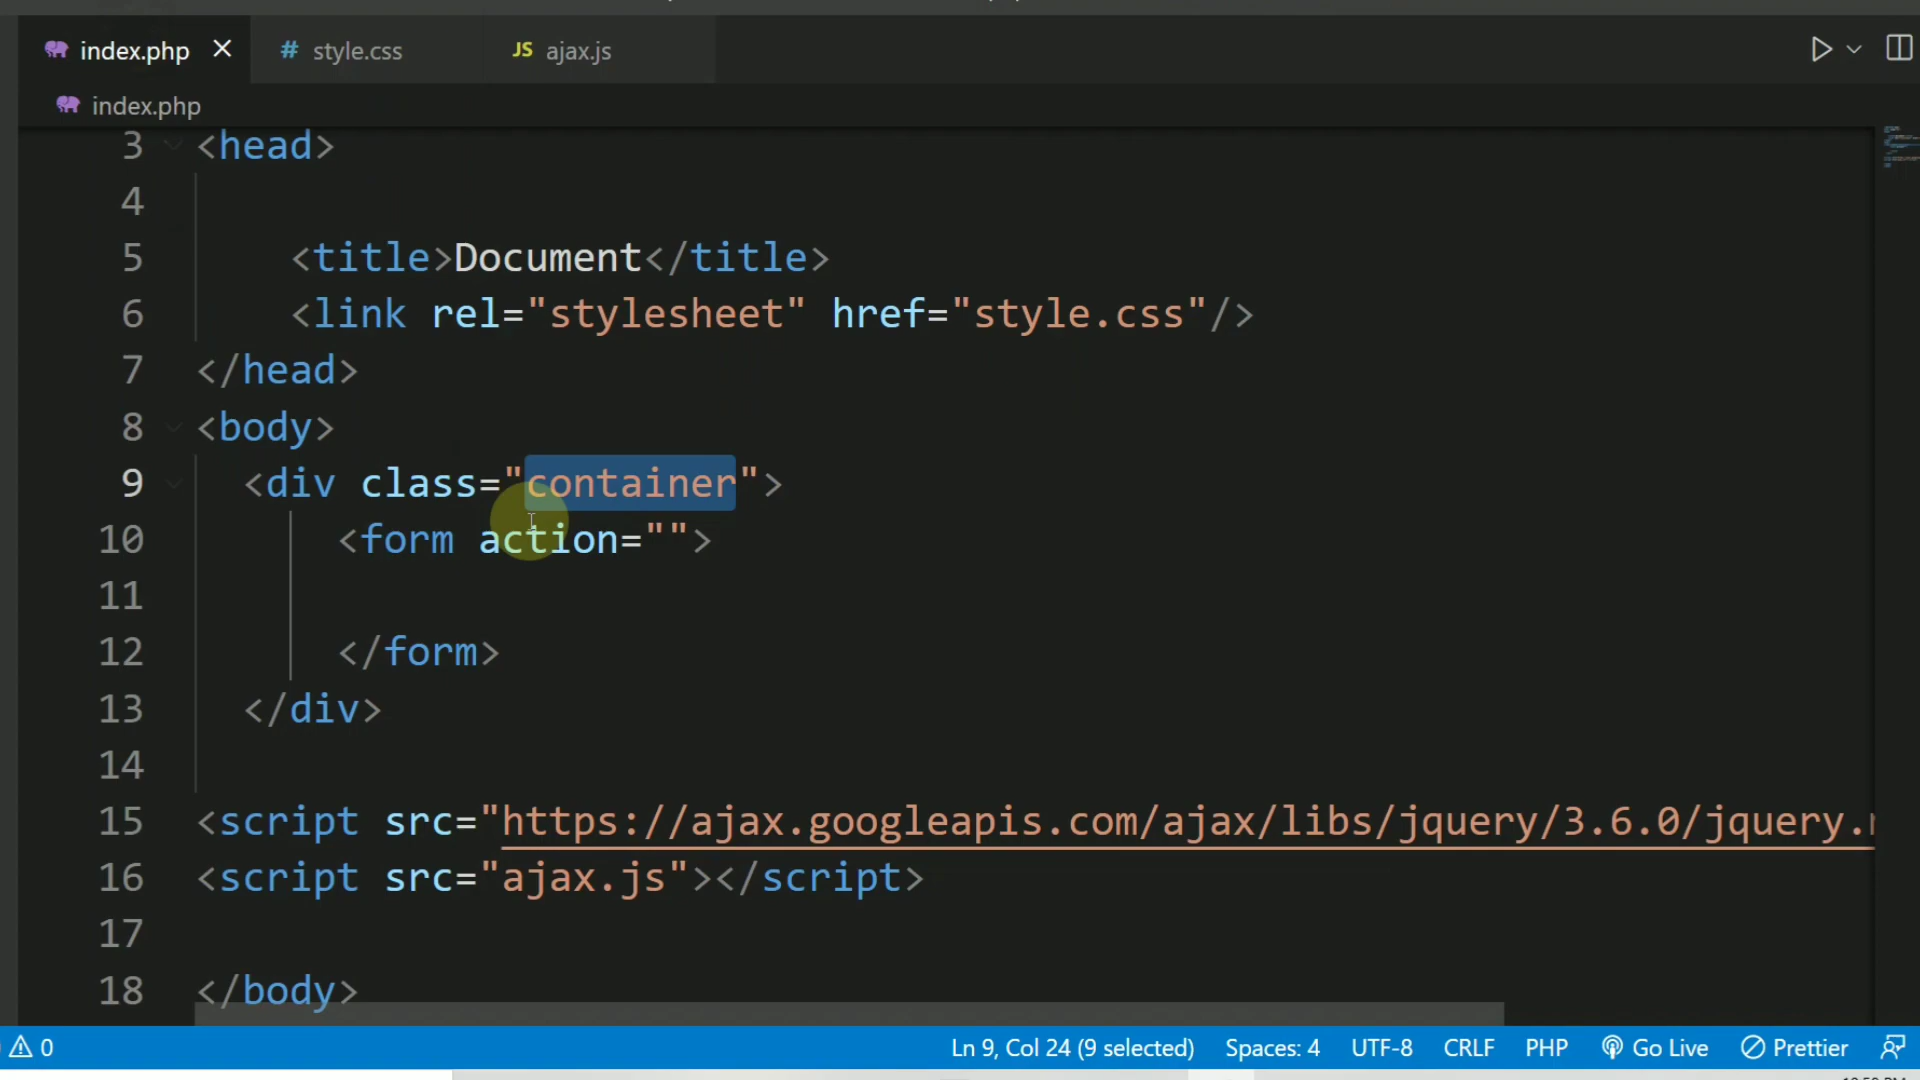 index.php
# style.css
JS ajax.js
index.php
3 <head>
4
5 <title>Document</title>
6 <link rel="stylesheet" href="style.css"/>
7 </head>
8 <body>
9 <div class="container">
10 <form action="">
11
12 </form>
13 </div>
14
15 <script src="https://ajax.googleapis.com/ajax/libs/jquery/3.6.0/jquery.
16 <script src="ajax.js"></script>
17
18 </body>
0 Ln 9, Col 24 (9 selected) Spaces: 4 UTF-8 CRLF PHP Go Live Prettier